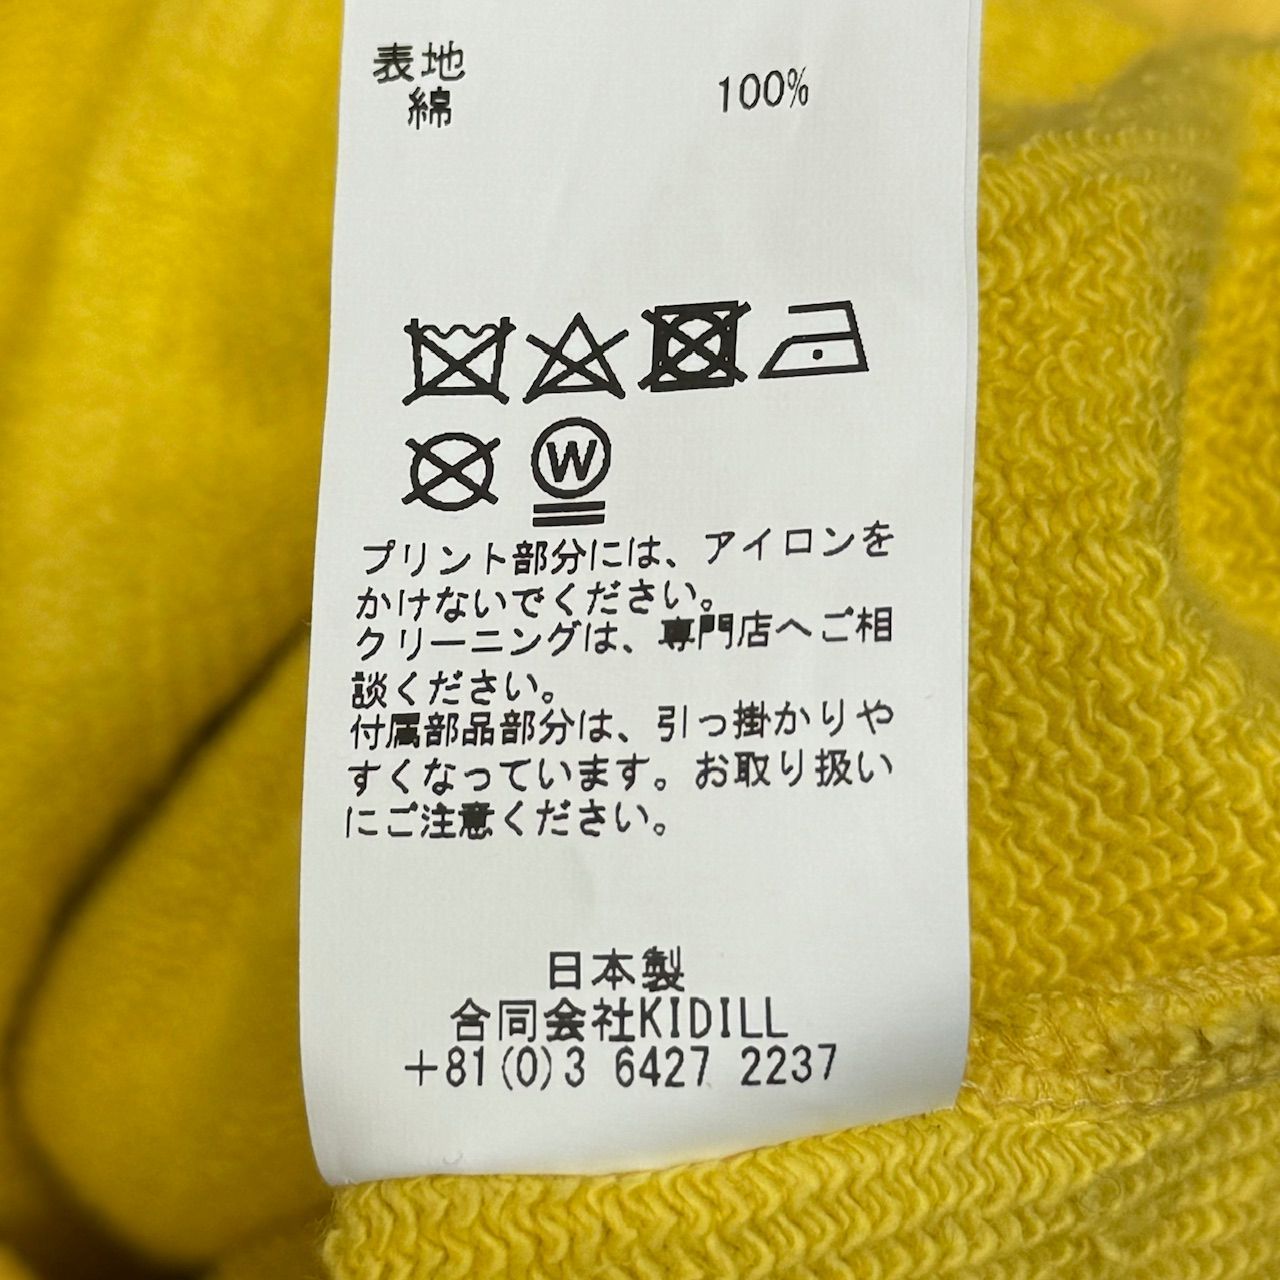 表地
綿 100%
W
プリント部分には、アイロンを
かけないでください。
クリーニングは、専門店へご相
談ください。
付属部品部分は、引っ掛かりや
すくなっています。お取り扱い
にご注意ください。
日本製
合同会社KIDILL
+81(0)3 6427 2237